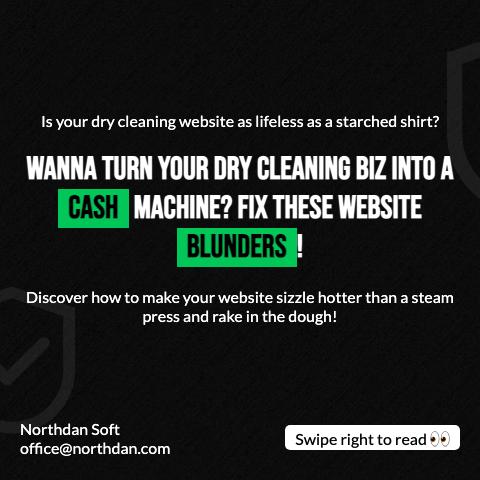 Is your dry cleaning website as lifeless as a starched shirt?
WANNA TURN YOUR DRY CLEANING BIZ INTO A
CASH MACHINE? FIX THESE WEBSITE
BLUNDERS!
Discover how to make your website sizzle hotter than a steam
press and rake in the dough!
Northdan Soft
office@northdan.com
Swipe right to read 👀